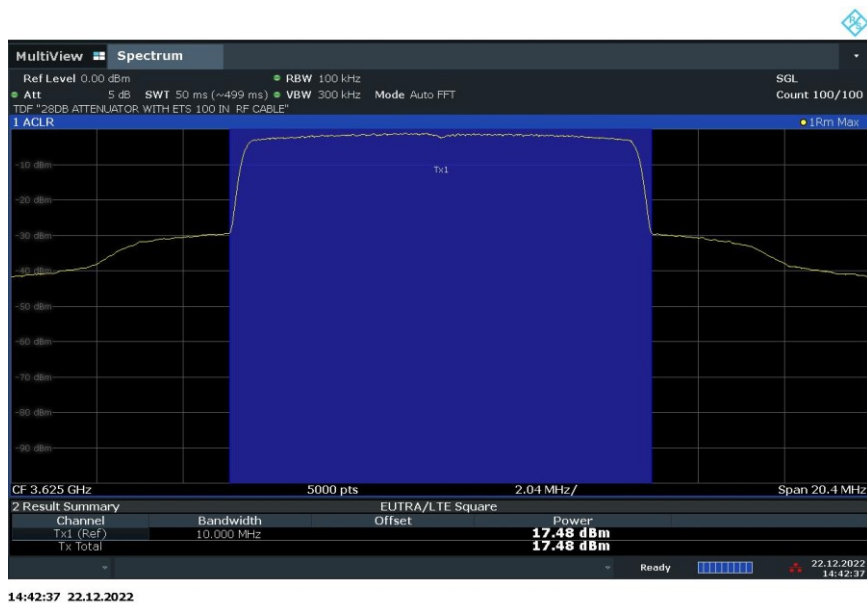 R&S
MultiView Spectrum
Ref Level 0.00 dBm RBW 100 kHz SGL
Att 5 dB SWT 50 ms (~499 ms) VBW 300 kHz Mode Auto FFT Count 100/100
TDF "28DB ATTENUATOR WITH ETS 100 IN RF CABLE"
1 ACLR 1Rm Max
-10 dBm
Tx1
-20 dBm
-30 dBm
-40 dBm
-50 dBm
-60 dBm
-70 dBm
-80 dBm
-90 dBm
CF 3.625 GHz 5000 pts 2.04 MHz/ Span 20.4 MHz
2 Result Summary EUTRA/LTE Square
Channel Bandwidth Offset Power
Tx1 (Ref) 10.000 MHz 17.48 dBm
Tx Total 17.48 dBm
Ready 22.12.2022
14:42:37
14:42:37 22.12.2022